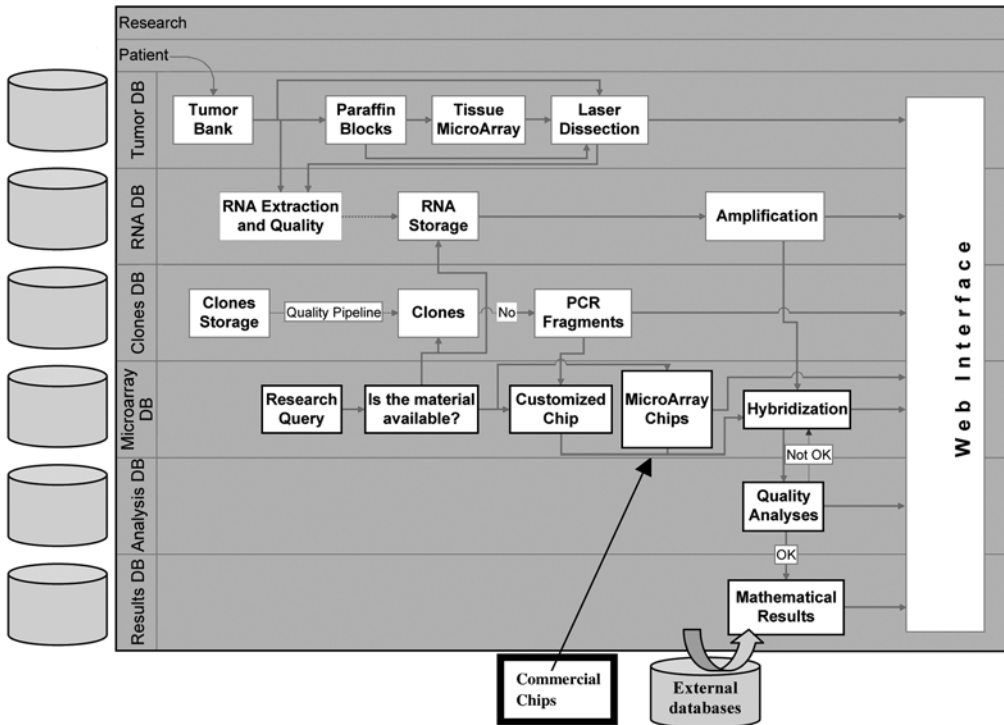 Research
Patient
Tumor DB
Tumor
Bank
Paraffin
Blocks
Tissue
MicroArray
Laser
Dissection
RNA DB
RNA Extraction
and Quality
RNA
Storage
Amplification
Clones DB
Clones
Storage
Quality Pipeline
Clones
No
PCR
Fragments
Microarray
DB
Research
Query
Is the material
available?
Customized
Chip
MicroArray
Chips
Hybridization
Not OK
Analysis DB
Quality
Analyses
OK
Results DB
Mathematical
Results
Web Interface
Commercial
Chips
External
databases